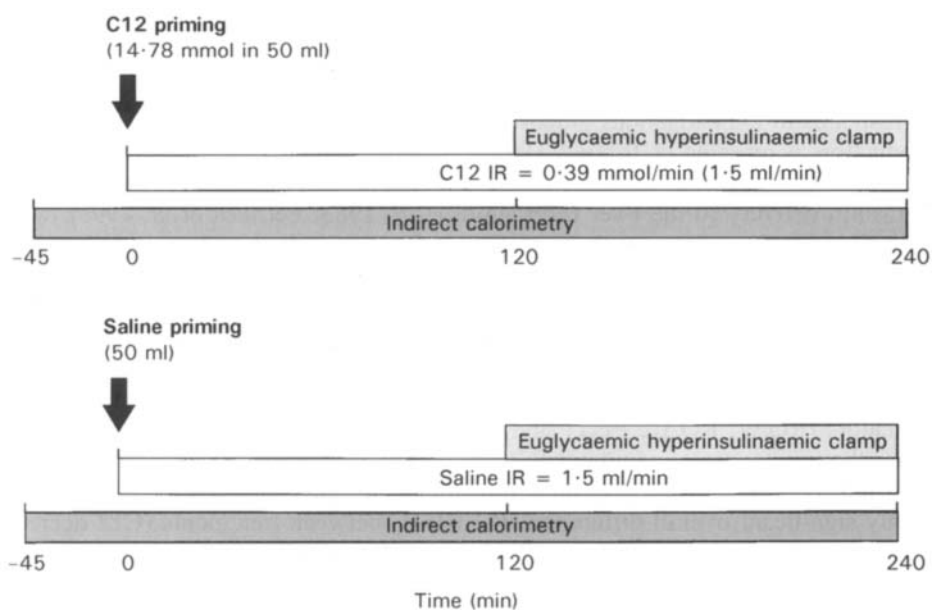 C12 priming
(14·78 mmol in 50 ml)
Euglycaemic hyperinsulinaemic clamp
C12 IR = 0·39 mmol/min (1·5 ml/min)
Indirect calorimetry
-45 0 120 240
Saline priming
(50 ml)
Euglycaemic hyperinsulinaemic clamp
Saline IR = 1·5 ml/min
Indirect calorimetry
-45 0 120 240
Time (min)